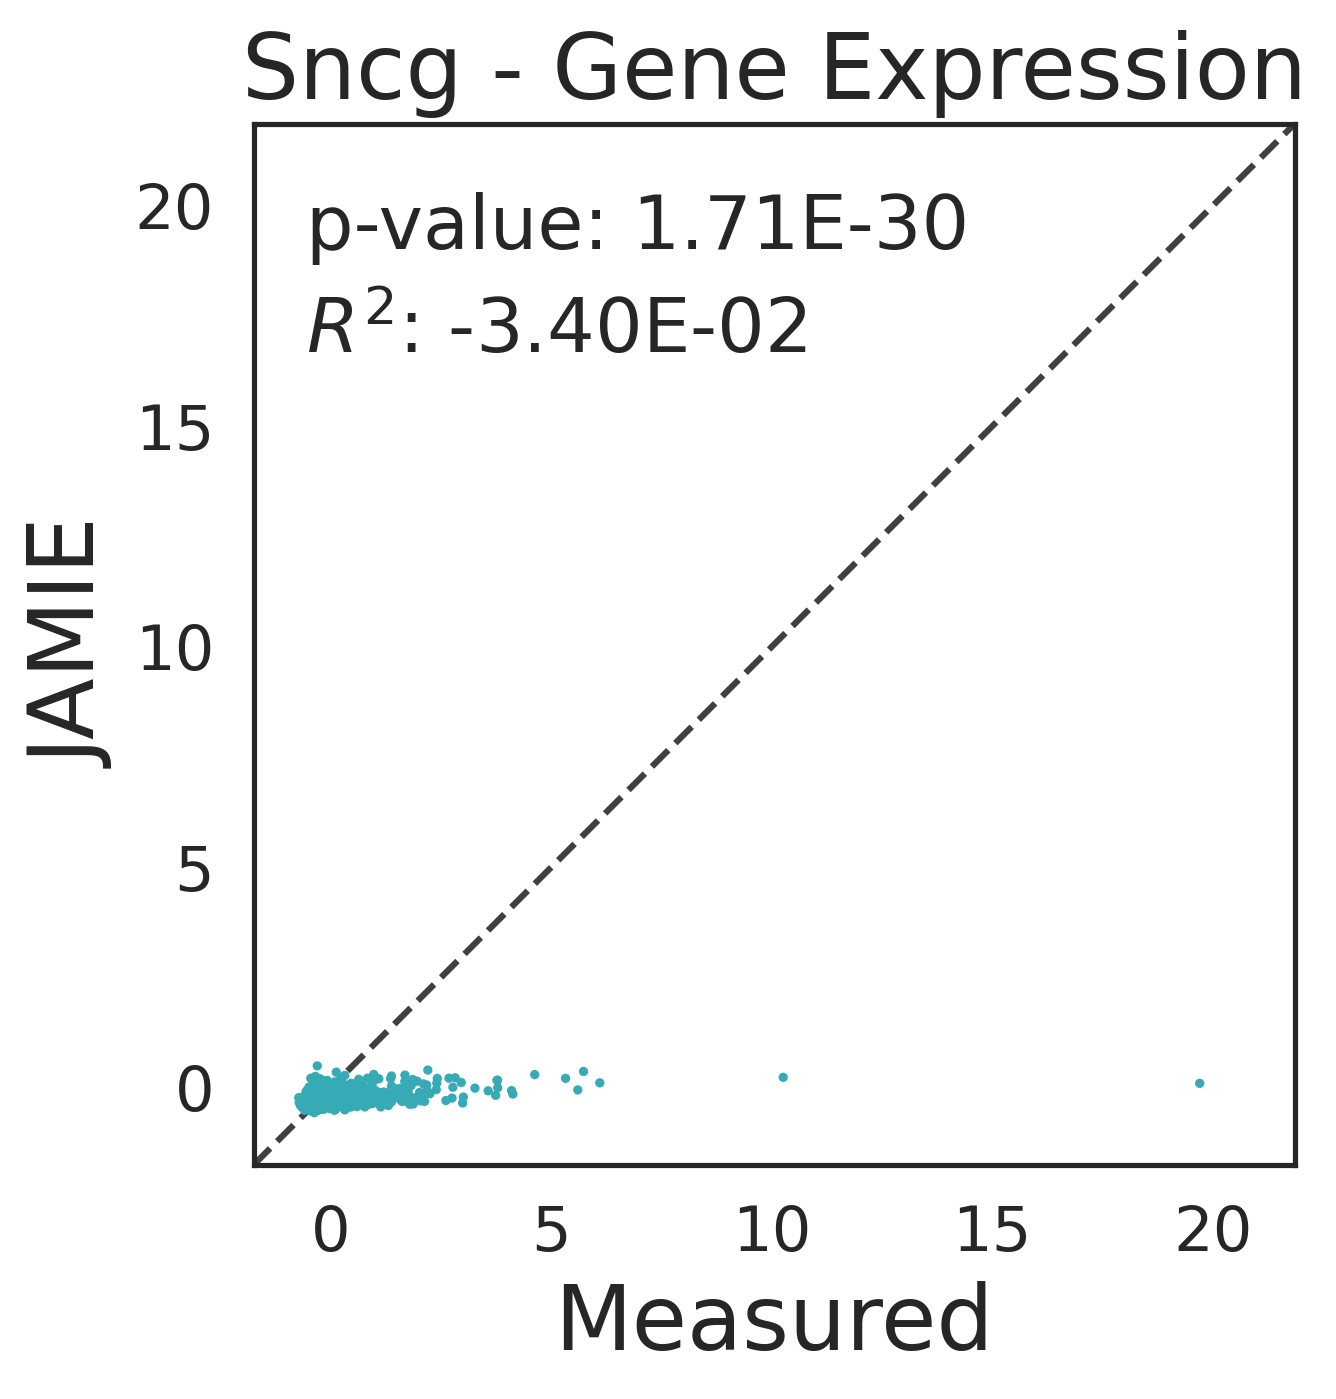 Sncg - Gene Expression
p-value: 1.71E-30
R²: -3.40E-02
20
15
10
5
0
JAMIE
0 5 10 15 20
Measured